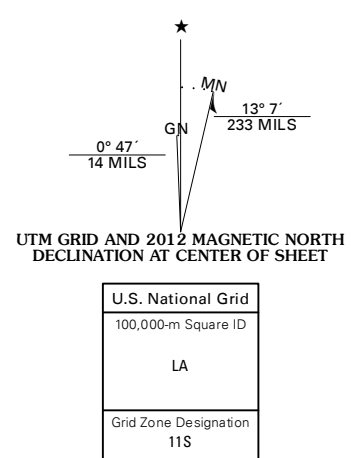 ★
MN
GN
13° 7´
233 MILS
0° 47´
14 MILS
UTM GRID AND 2012 MAGNETIC NORTH
DECLINATION AT CENTER OF SHEET
U.S. National Grid
100,000-m Square ID
LA
Grid Zone Designation
11S